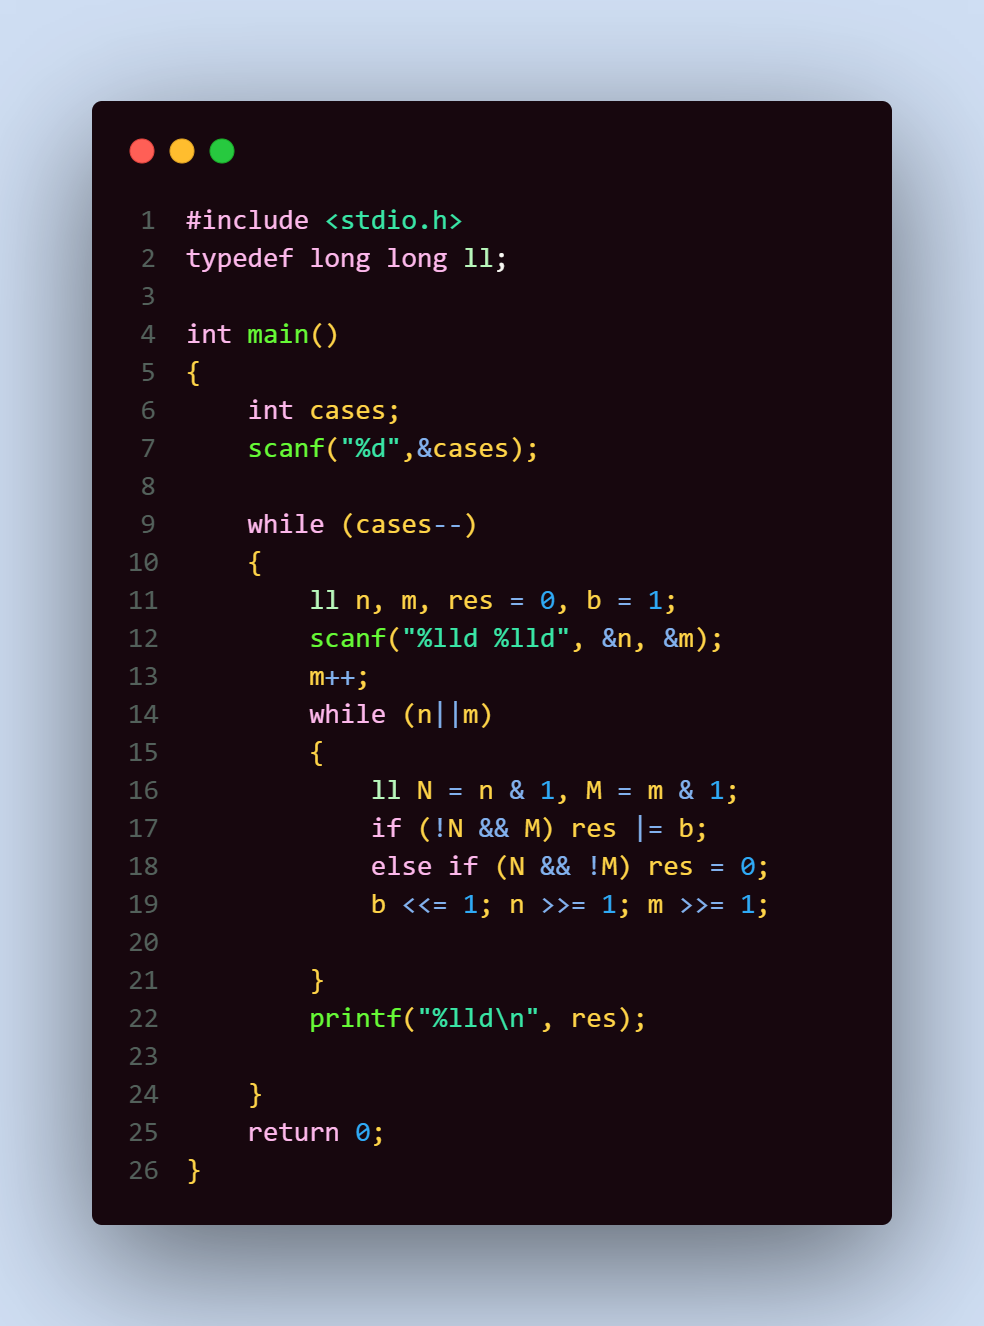 1 #include <stdio.h>
2 typedef long long ll;
3
4 int main()
5 {
6     int cases;
7     scanf("%d",&cases);
8
9     while (cases--)
10     {
11         ll n, m, res = 0, b = 1;
12         scanf("%lld %lld", &n, &m);
13         m++;
14         while (n||m)
15         {
16             ll N = n & 1, M = m & 1;
17             if (!N && M) res |= b;
18             else if (N && !M) res = 0;
19             b <<= 1; n >>= 1; m >>= 1;
20
21         }
22         printf("%lld\n", res);
23
24     }
25     return 0;
26 }